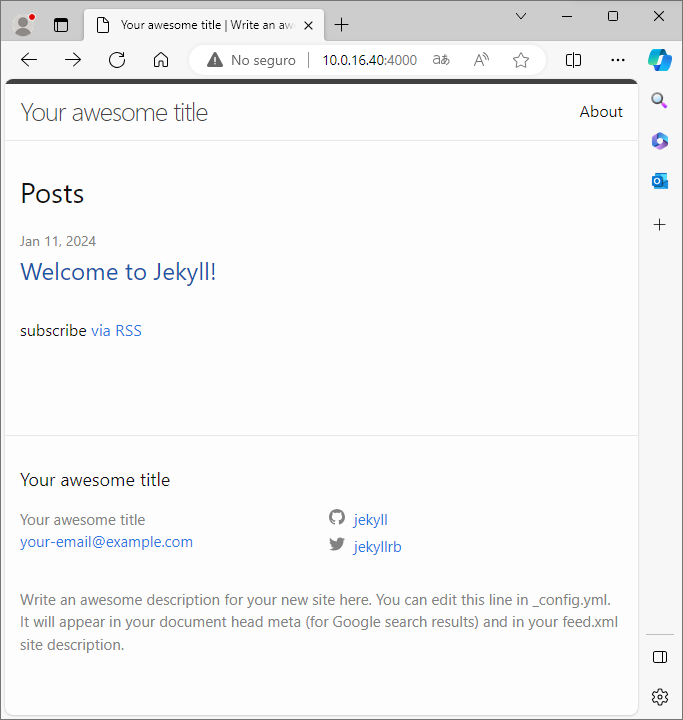 Your awesome title | Write an aw
No seguro
10.0.16.40:4000
Your awesome title
About
Posts
Jan 11, 2024
Welcome to Jekyll!
subscribe via RSS
Your awesome title
Your awesome title
your-email@example.com
jekyll
jekyllrb
Write an awesome description for your new site here. You can edit this line in _config.yml.
It will appear in your document head meta (for Google search results) and in your feed.xml
site description.